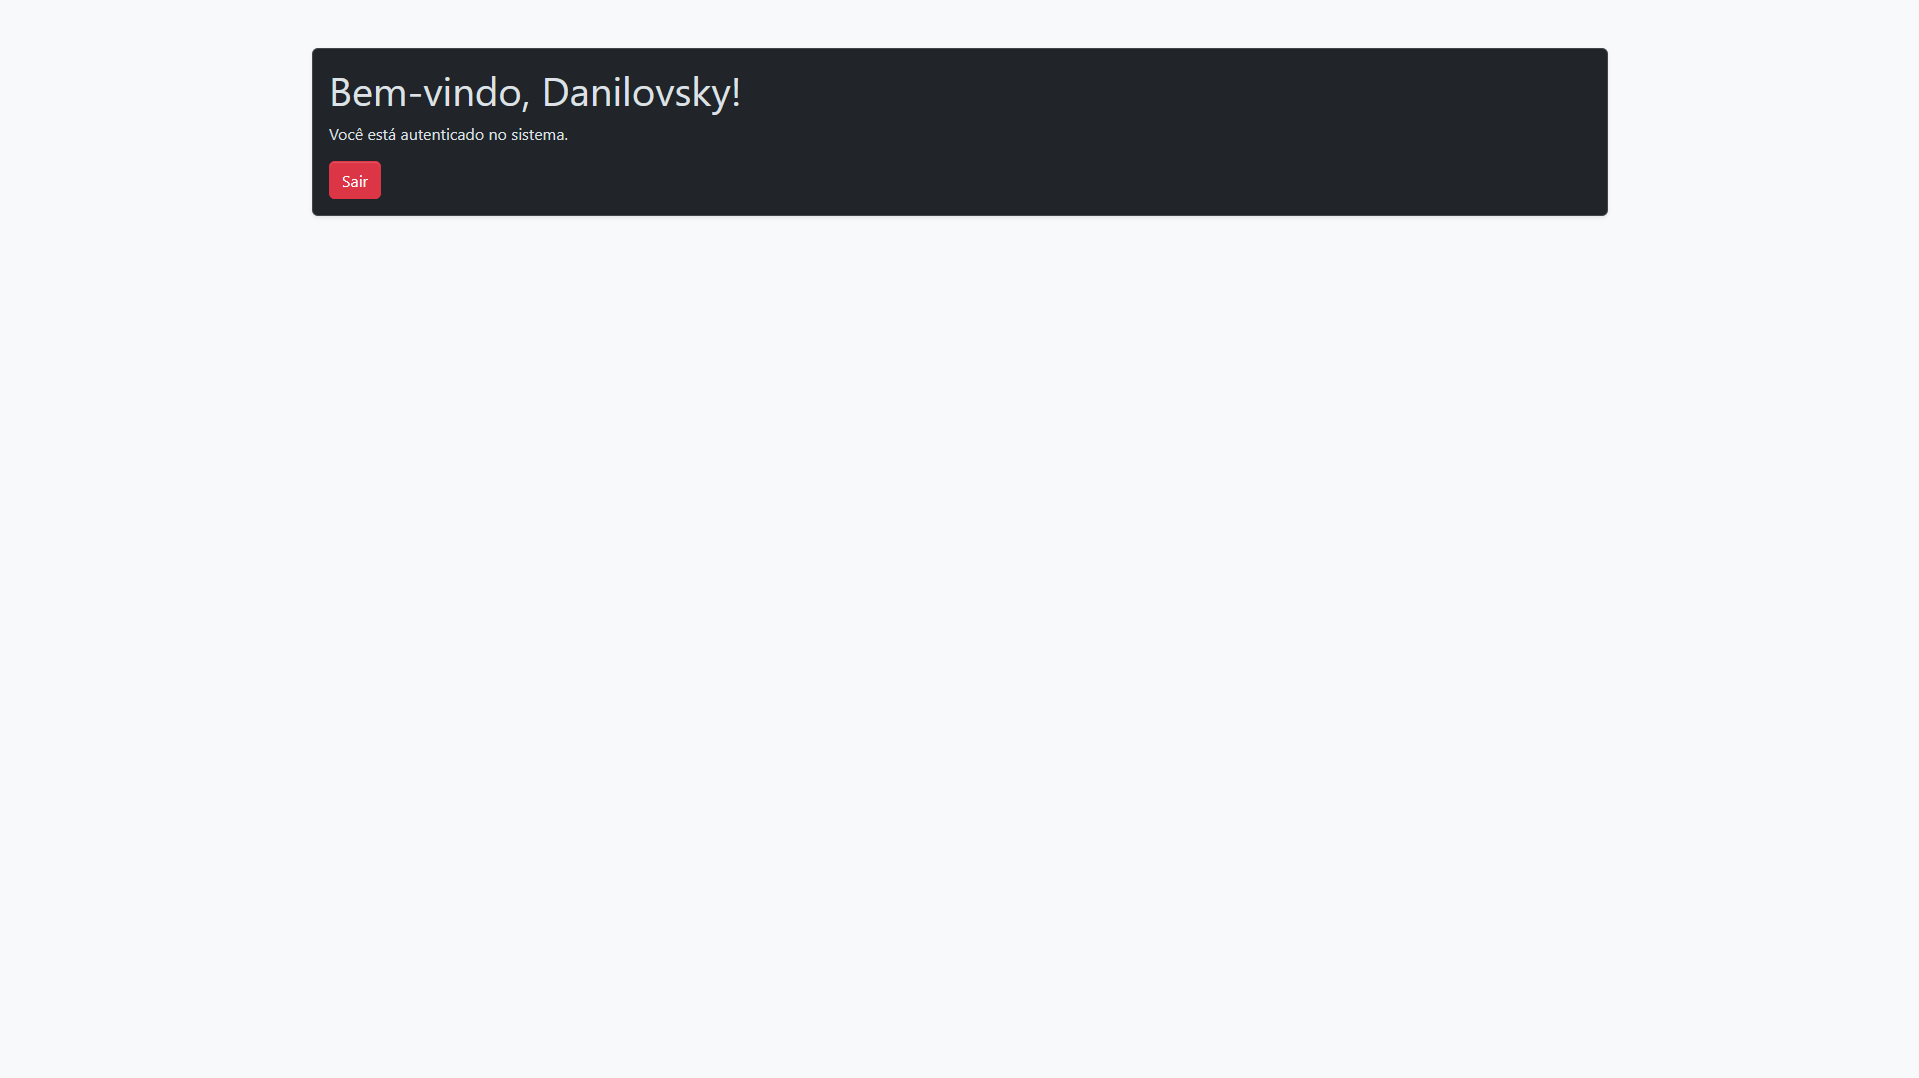 Bem-vindo, Danilovsky!
Você está autenticado no sistema.
Sair